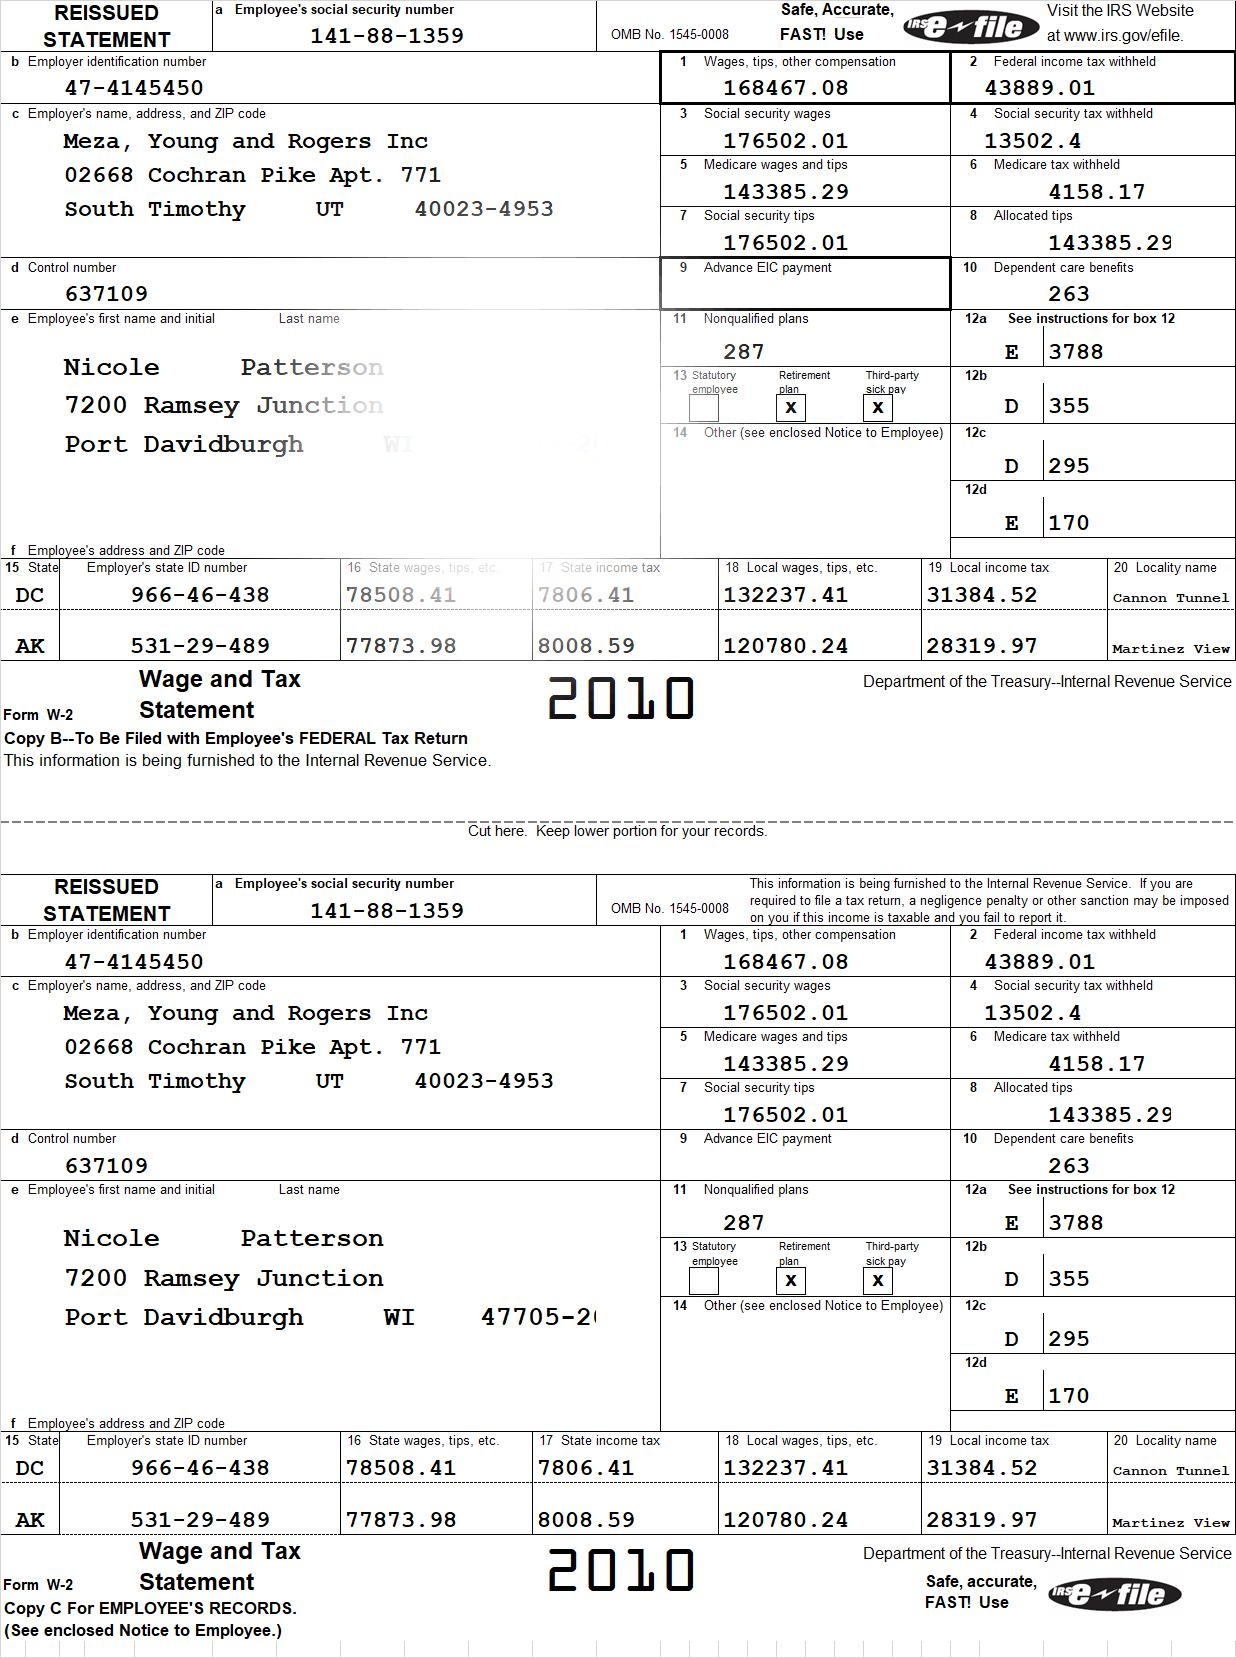 REISSUED STATEMENT
a Employee's social security number
141-88-1359
OMB No. 1545-0008
Safe, Accurate, FAST! Use
IRS e-file
Visit the IRS Website at www.irs.gov/efile.
b Employer identification number
47-4145450
1 Wages, tips, other compensation
168467.08
2 Federal income tax withheld
43889.01
c Employer's name, address, and ZIP code
Meza, Young and Rogers Inc
02668 Cochran Pike Apt. 771
South Timothy UT 40023-4953
3 Social security wages
176502.01
4 Social security tax withheld
13502.4
5 Medicare wages and tips
143385.29
6 Medicare tax withheld
4158.17
7 Social security tips
176502.01
8 Allocated tips
143385.29
d Control number
637109
9 Advance EIC payment
10 Dependent care benefits
263
e Employee's first name and initial Last name
Nicole Patterson
7200 Ramsey Junction
Port Davidburgh WI
11 Nonqualified plans
287
12a See instructions for box 12
E 3788
13 Statutory employee Retirement plan Third-party sick pay
X X
12b
D 355
14 Other (see enclosed Notice to Employee)
12c
D 295
12d
E 170
f Employee's address and ZIP code
15 State Employer's state ID number 16 State wages, tips, etc. 17 State income tax 18 Local wages, tips, etc. 19 Local income tax 20 Locality name
DC 966-46-438 78508.41 7806.41 132237.41 31384.52 Cannon Tunnel
AK 531-29-489 77873.98 8008.59 120780.24 28319.97 Martinez View
Form W-2 Wage and Tax Statement
2010
Department of the Treasury--Internal Revenue Service
Copy B--To Be Filed with Employee's FEDERAL Tax Return
This information is being furnished to the Internal Revenue Service.
Cut here. Keep lower portion for your records.
REISSUED STATEMENT
a Employee's social security number
141-88-1359
OMB No. 1545-0008
This information is being furnished to the Internal Revenue Service. If you are
required to file a tax return, a negligence penalty or other sanction may be imposed
on you if this income is taxable and you fail to report it.
b Employer identification number
47-4145450
1 Wages, tips, other compensation
168467.08
2 Federal income tax withheld
43889.01
c Employer's name, address, and ZIP code
Meza, Young and Rogers Inc
02668 Cochran Pike Apt. 771
South Timothy UT 40023-4953
3 Social security wages
176502.01
4 Social security tax withheld
13502.4
5 Medicare wages and tips
143385.29
6 Medicare tax withheld
4158.17
7 Social security tips
176502.01
8 Allocated tips
143385.29
d Control number
637109
9 Advance EIC payment
10 Dependent care benefits
263
e Employee's first name and initial Last name
Nicole Patterson
7200 Ramsey Junction
Port Davidburgh WI 47705-2
11 Nonqualified plans
287
12a See instructions for box 12
E 3788
13 Statutory employee Retirement plan Third-party sick pay
X X
12b
D 355
14 Other (see enclosed Notice to Employee)
12c
D 295
12d
E 170
f Employee's address and ZIP code
15 State Employer's state ID number 16 State wages, tips, etc. 17 State income tax 18 Local wages, tips, etc. 19 Local income tax 20 Locality name
DC 966-46-438 78508.41 7806.41 132237.41 31384.52 Cannon Tunnel
AK 531-29-489 77873.98 8008.59 120780.24 28319.97 Martinez View
Form W-2 Wage and Tax Statement
2010
Department of the Treasury--Internal Revenue Service
Safe, accurate, FAST! Use
IRS e-file
Copy C For EMPLOYEE'S RECORDS.
(See enclosed Notice to Employee.)